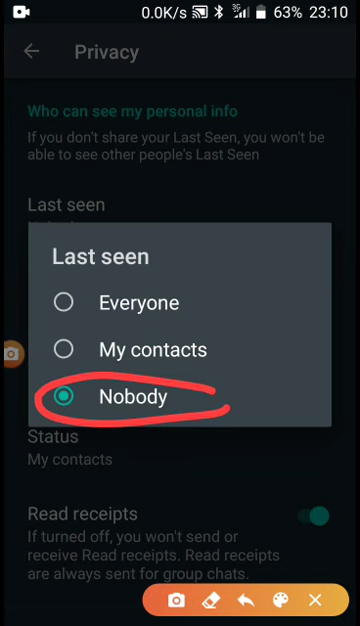 0.0K/s 3G 63% 23:10
Privacy
Who can see my personal info
If you don't share your Last Seen, you won't be
able to see other people's Last Seen
Last seen
Last seen
Everyone
My contacts
Nobody
Status
My contacts
Read receipts
If turned off, you won't send or
receive Read receipts. Read receipts
are always sent for group chats.